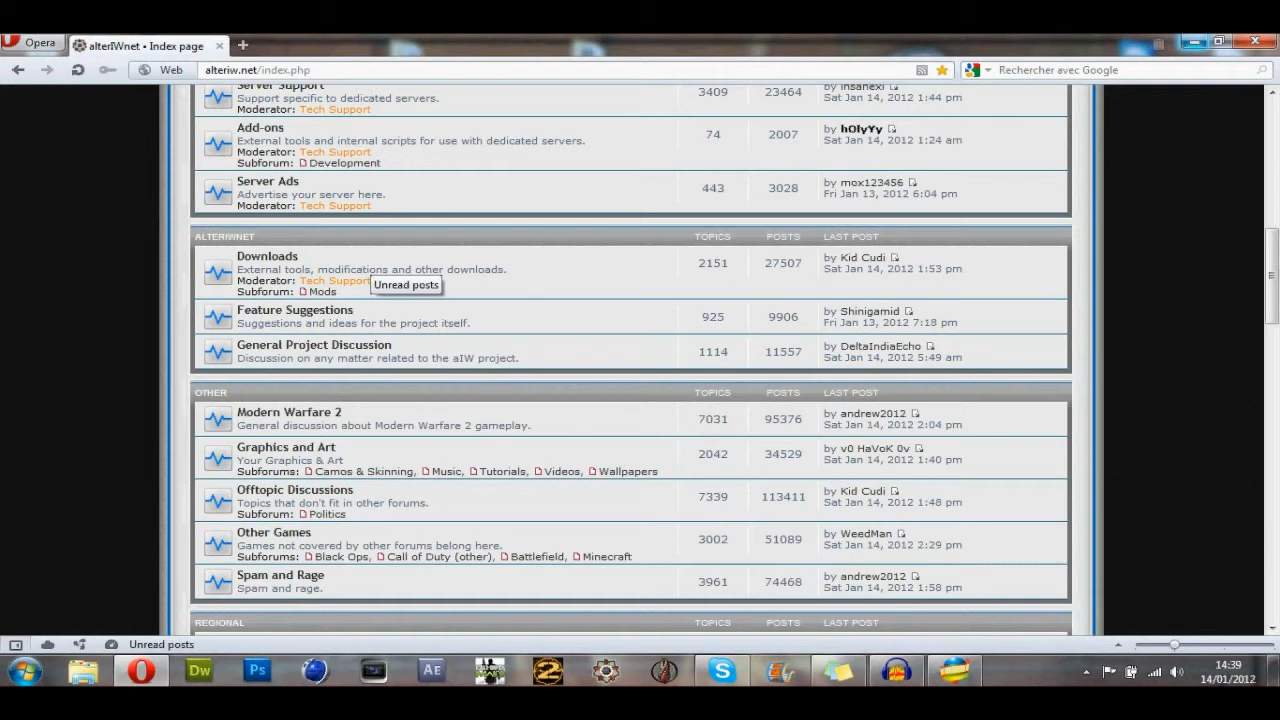 Opera
alterIWnet • Index page
Web
alteriw.net/index.php
Rechercher avec Google
Server Support
Support specific to dedicated servers.
Moderator: Tech Support
3409 23464
by insanexi
Sat Jan 14, 2012 1:44 pm
Add-ons
External tools and internal scripts for use with dedicated servers.
Moderator: Tech Support
Subforum: Development
74 2007
by hOlyYy
Sat Jan 14, 2012 1:24 am
Server Ads
Advertise your server here.
Moderator: Tech Support
443 3028
by mox123456
Fri Jan 13, 2012 6:04 pm
ALTERIWNET TOPICS POSTS LAST POST
Downloads
External tools, modifications and other downloads.
Moderator: Tech Support
Unread posts
Subforum: Mods
2151 27507
by Kid Cudi
Sat Jan 14, 2012 1:53 pm
Feature Suggestions
Suggestions and ideas for the project itself.
925 9906
by Shinigamid
Fri Jan 13, 2012 7:18 pm
General Project Discussion
Discussion on any matter related to the aIW project.
1114 11557
by DeltaIndiaEcho
Sat Jan 14, 2012 5:49 am
OTHER TOPICS POSTS LAST POST
Modern Warfare 2
General discussion about Modern Warfare 2 gameplay.
7031 95376
by andrew2012
Sat Jan 14, 2012 2:04 pm
Graphics and Art
Your Graphics & Art
Subforums: Camos & Skinning, Music, Tutorials, Videos, Wallpapers
2042 34529
by v0 HaVoK 0v
Sat Jan 14, 2012 1:40 pm
Offtopic Discussions
Topics that don't fit in other forums.
Subforum: Politics
7339 113411
by Kid Cudi
Sat Jan 14, 2012 1:48 pm
Other Games
Games not covered by other forums belong here.
Subforums: Black Ops, Call of Duty (other), Battlefield, Minecraft
3002 51089
by WeedMan
Sat Jan 14, 2012 2:29 pm
Spam and Rage
Spam and rage.
3961 74468
by andrew2012
Sat Jan 14, 2012 1:58 pm
REGIONAL TOPICS POSTS LAST POST
Unread posts
Dw Ps AE 2
14:39
14/01/2012